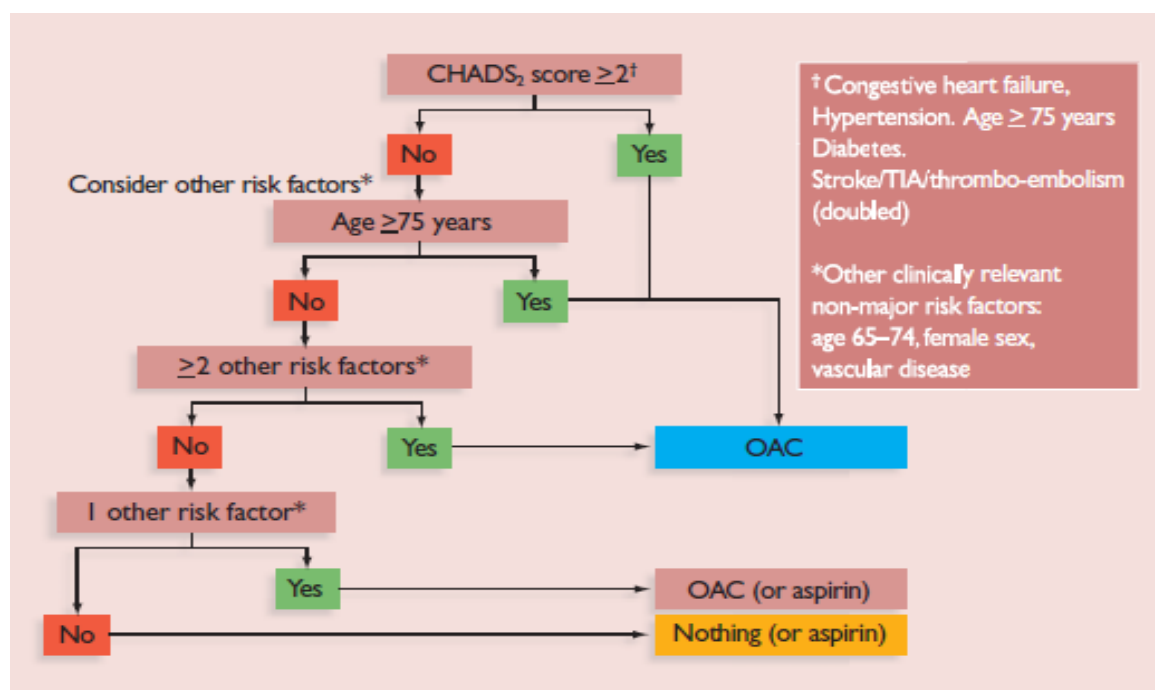 CHADS₂ score ≥2†
No
Yes
Consider other risk factors*
Age ≥75 years
No
Yes
≥2 other risk factors*
No
Yes
OAC
1 other risk factor*
Yes
OAC (or aspirin)
No
Nothing (or aspirin)
† Congestive heart failure,
Hypertension. Age ≥ 75 years
Diabetes.
Stroke/TIA/thrombo-embolism
(doubled)
*Other clinically relevant
non-major risk factors:
age 65–74, female sex,
vascular disease